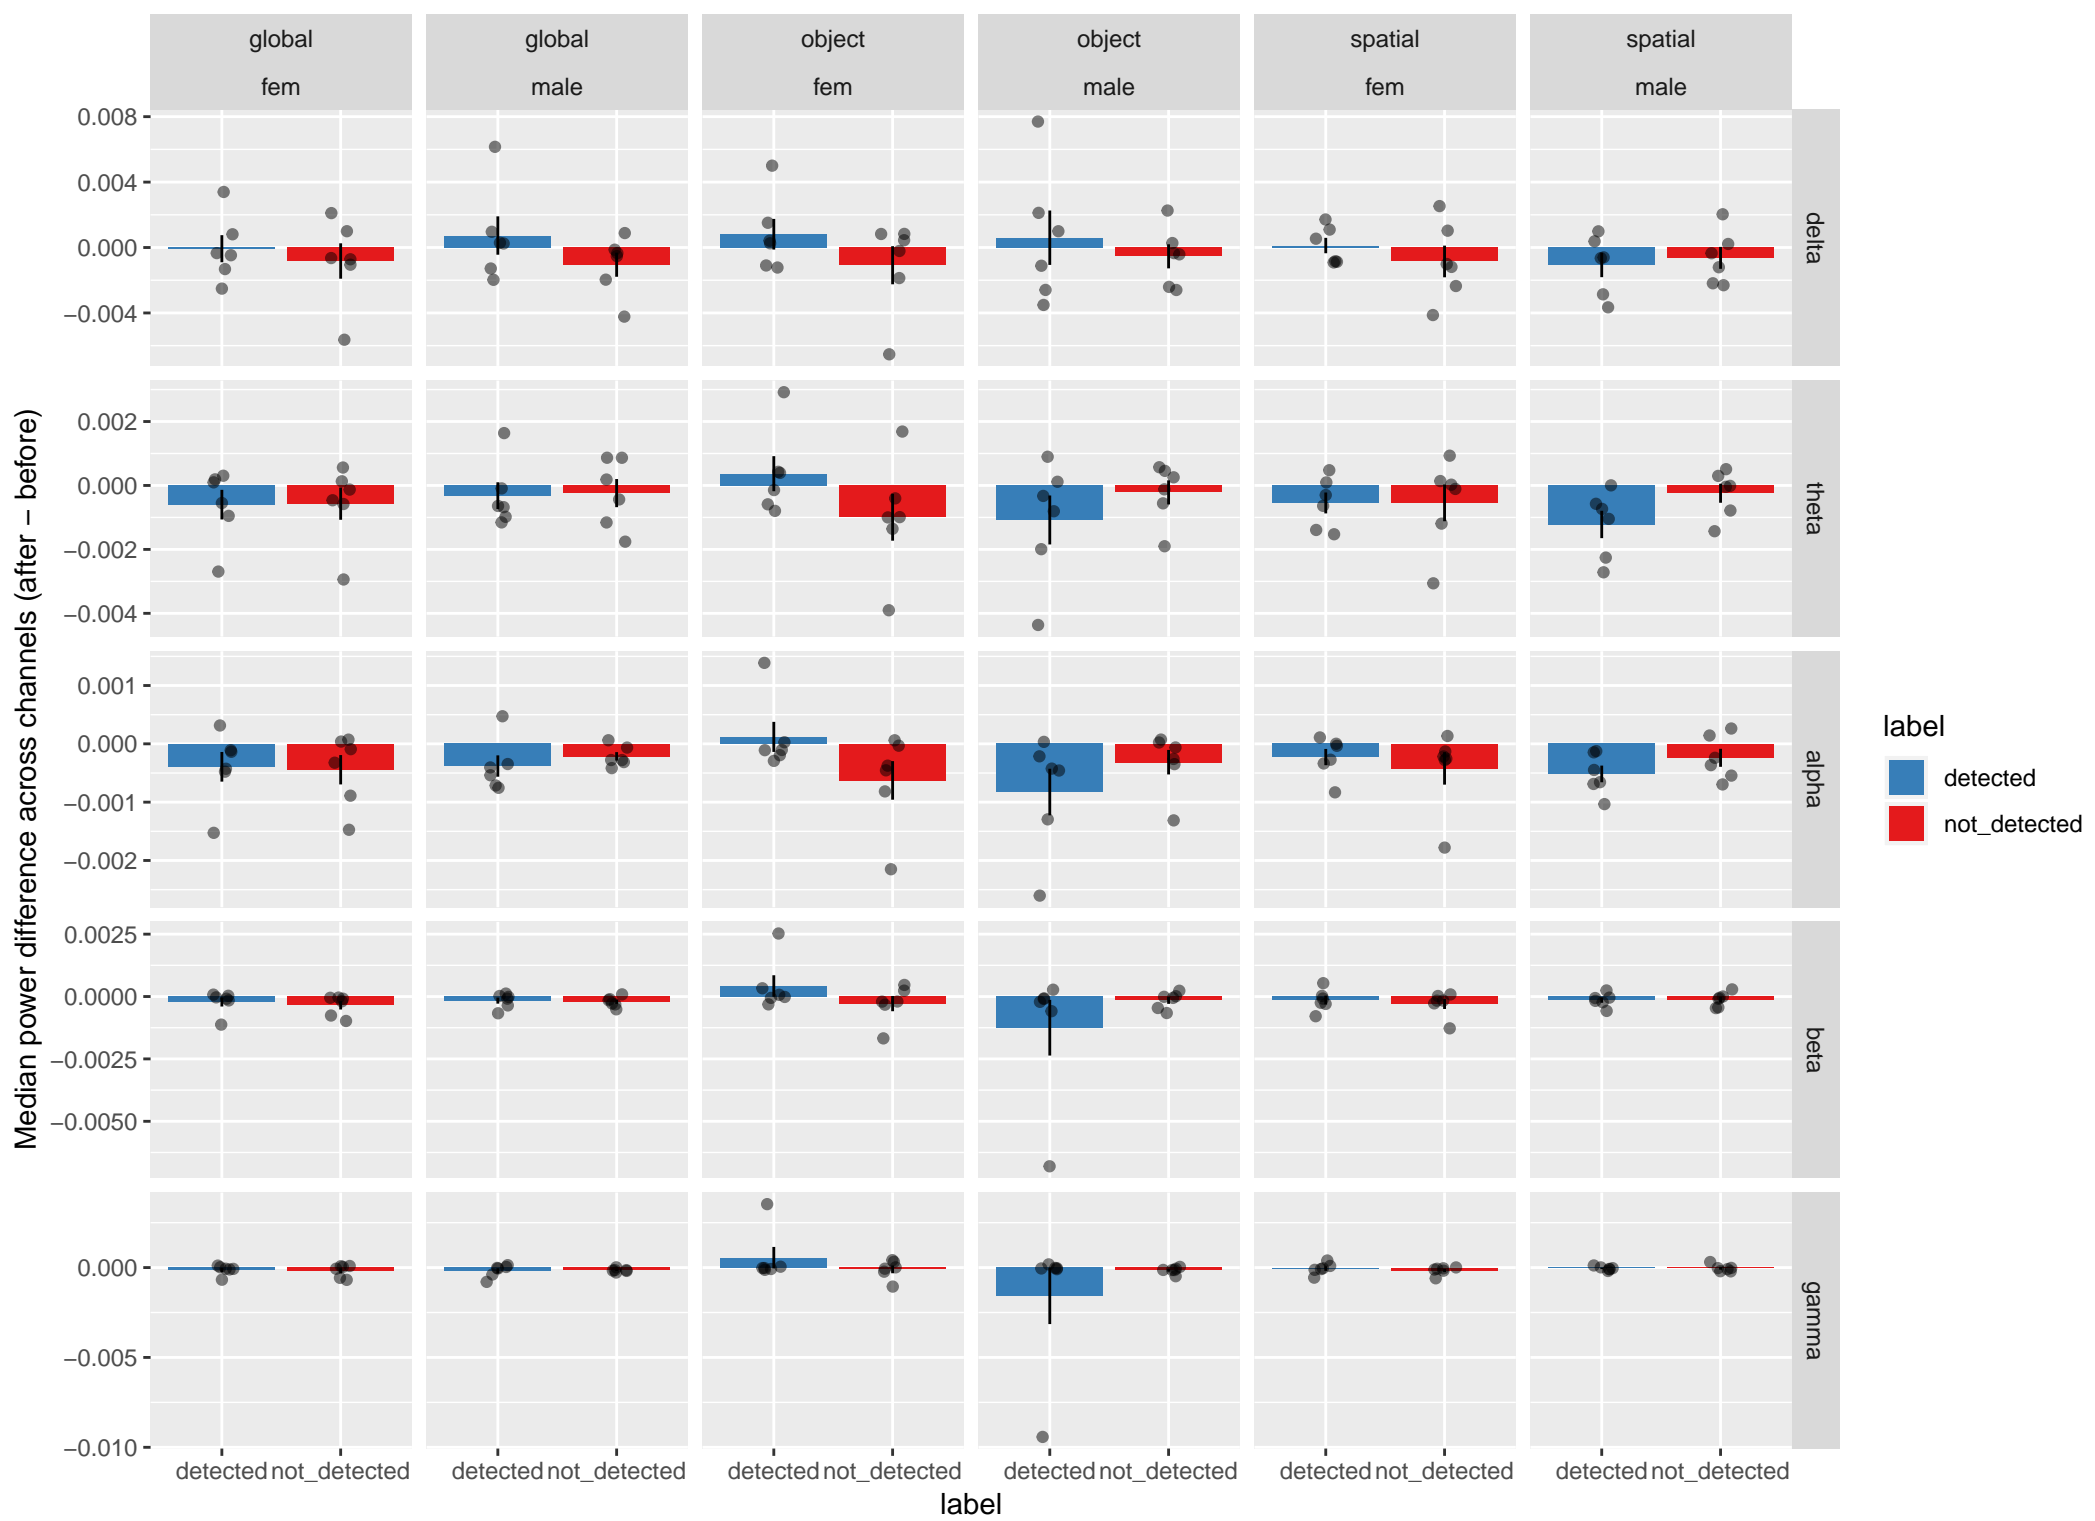 global global object object spatial spatial
fem male fem male fem male
0.008
0.004
0.000
−0.004
delta
0.002
0.000
−0.002
−0.004
theta
0.001
0.000
−0.001
−0.002
alpha
0.0025
0.0000
−0.0025
−0.0050
beta
0.000
−0.005
−0.010
gamma
Median power difference across channels (after − before)
detected not_detected detected not_detected detected not_detected detected not_detected detected not_detected detected not_detected
label
label
detected
not_detected